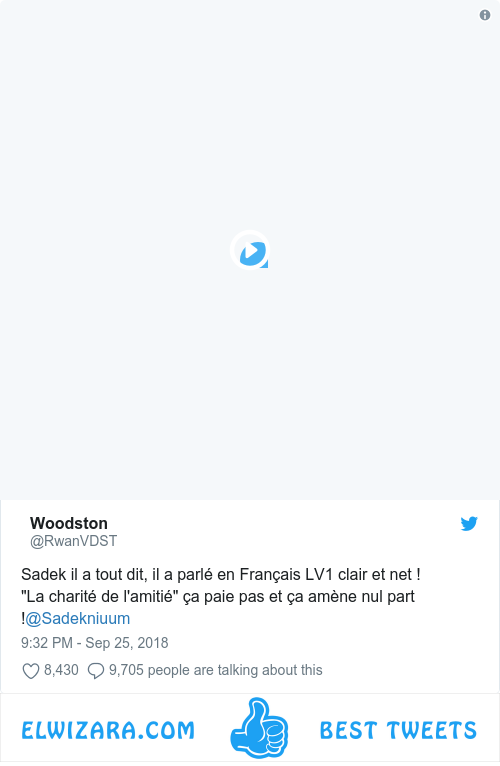 Woodston
@RwanVDST
Sadek il a tout dit, il a parlé en Français LV1 clair et net !
"La charité de l'amitié" ça paie pas et ça amène nul part
!@Sadekniuum
9:32 PM - Sep 25, 2018
8,430 9,705 people are talking about this
ELWIZARA.COM BEST TWEETS